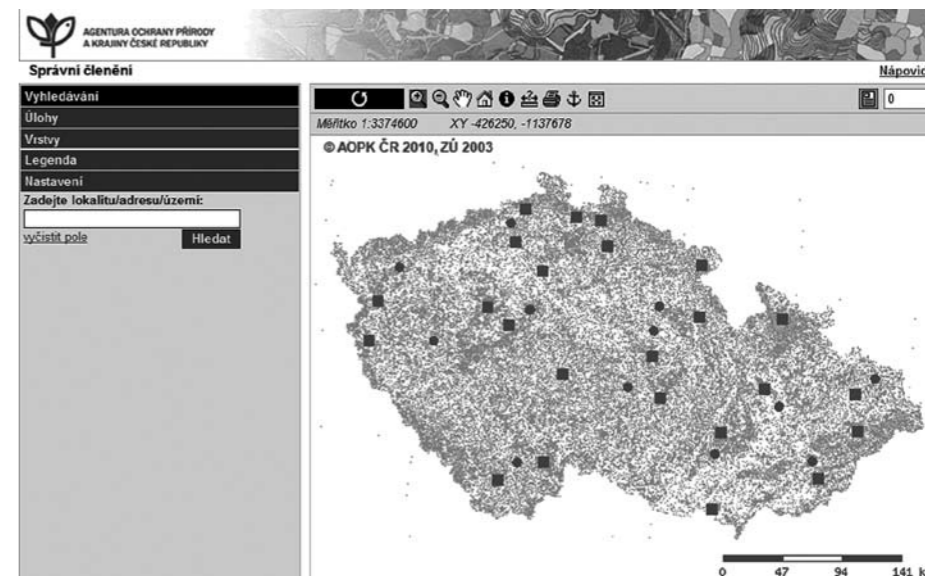 AGENTURA OCHRANY PŘÍRODY
A KRAJINY ČESKÉ REPUBLIKY
Správní členění
Nápovìd
Vyhledávání
Úlohy
Vrstvy
Legenda
Nastavení
Zadejte lokalitu/adresu/území:
vyčistit pole
Hledat
0
Měřítko 1:3374600 XY -426250, -1137678
© AOPK ČR 2010, ZÚ 2003
0 47 94 141 k